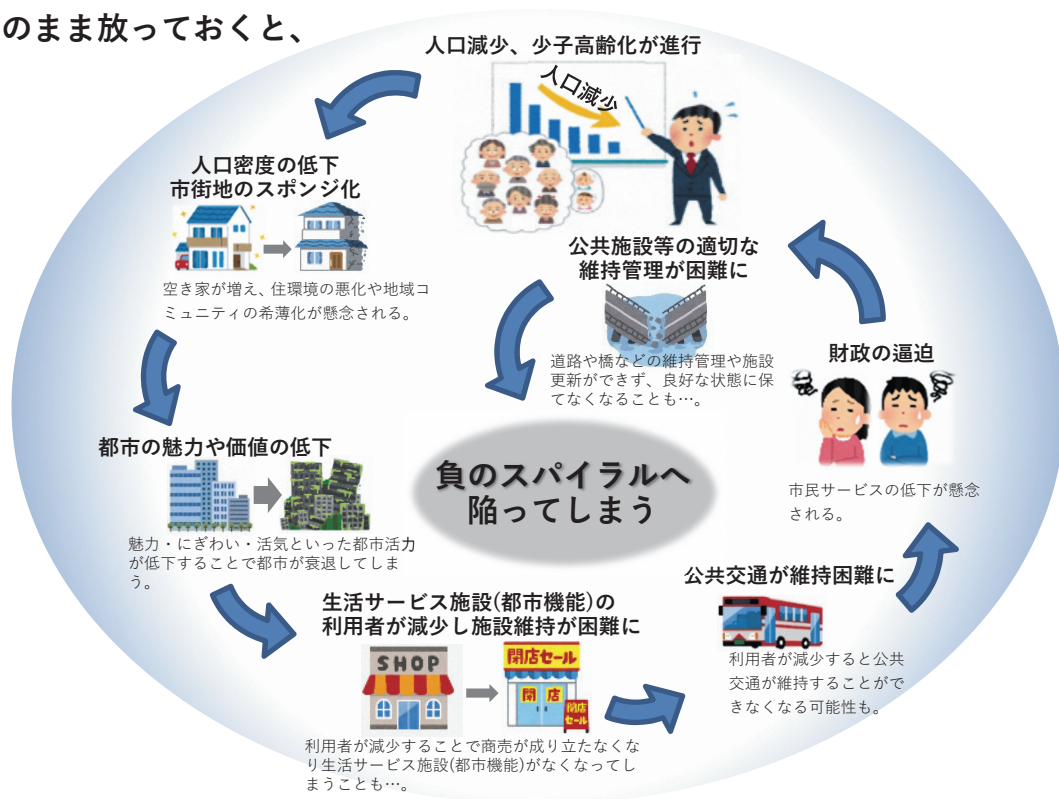 のまま放っておくと、
人口減少、少子高齢化が進行
人口減少
人口密度の低下
市街地のスポンジ化
空き家が増え、住環境の悪化や地域コ
ミュニティの希薄化が懸念される。
公共施設等の適切な
維持管理が困難に
道路や橋などの維持管理や施設
更新ができず、良好な状態に保
てなくなることも…。
財政の逼迫
市民サービスの低下が懸念
される。
都市の魅力や価値の低下
魅力・にぎわい・活気といった都市活力
が低下することで都市が衰退してしま
う。
負のスパイラルへ
陥ってしまう
公共交通が維持困難に
利用者が減少すると公共
交通が維持することがで
きなくなる可能性も。
生活サービス施設(都市機能)の
利用者が減少し施設維持が困難に
SHOP
閉店セール
閉店
閉店
セール
利用者が減少することで商売が成り立たなくな
り生活サービス施設(都市機能)がなくなってし
まうことも…。